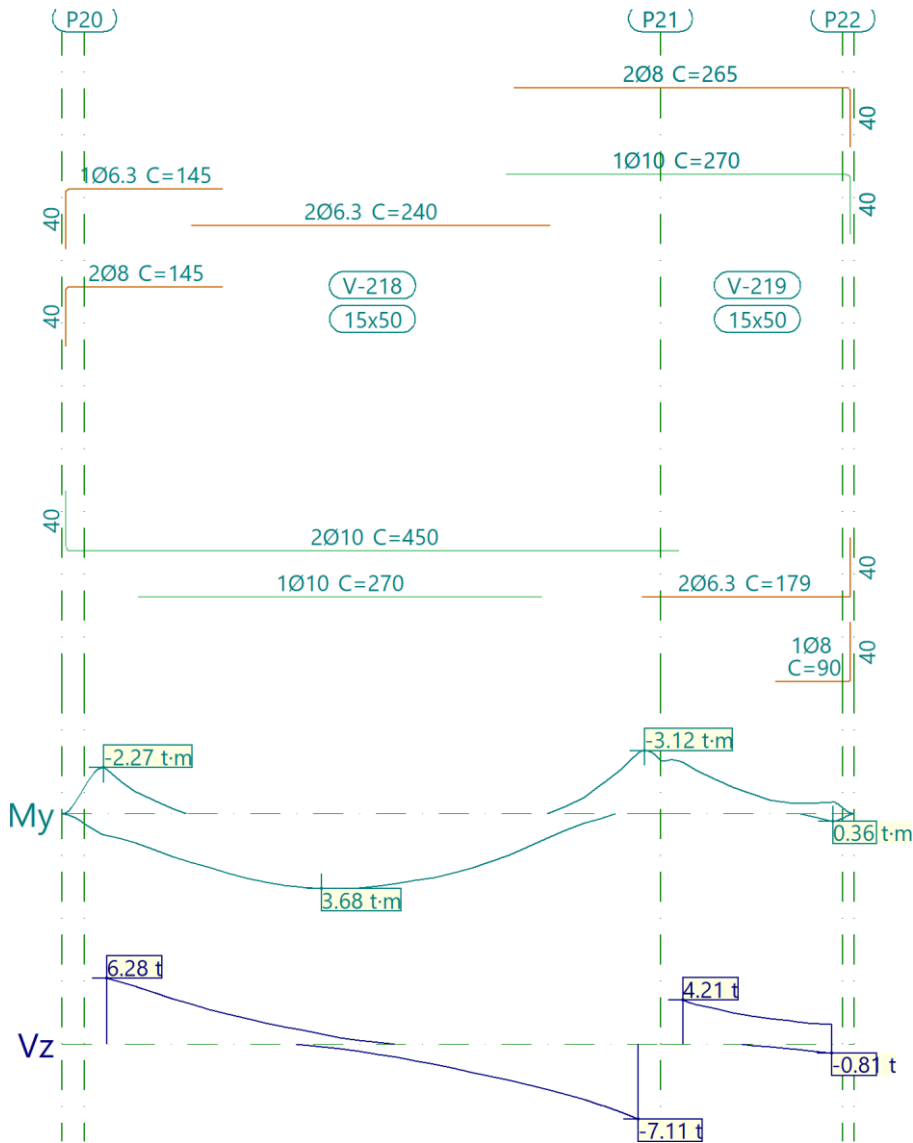 P20 P21 P22
2Ø8 C=265
40
1Ø10 C=270
40
1Ø6.3 C=145
40
2Ø6.3 C=240
2Ø8 C=145
40
V-218 V-219
15x50 15x50
40
2Ø10 C=450
1Ø10 C=270
2Ø6.3 C=179
40
1Ø8
C=90
40
-2.27 t·m
-3.12 t·m
My
0.36 t·m
3.68 t·m
6.28 t
4.21 t
Vz
-0.81 t
-7.11 t